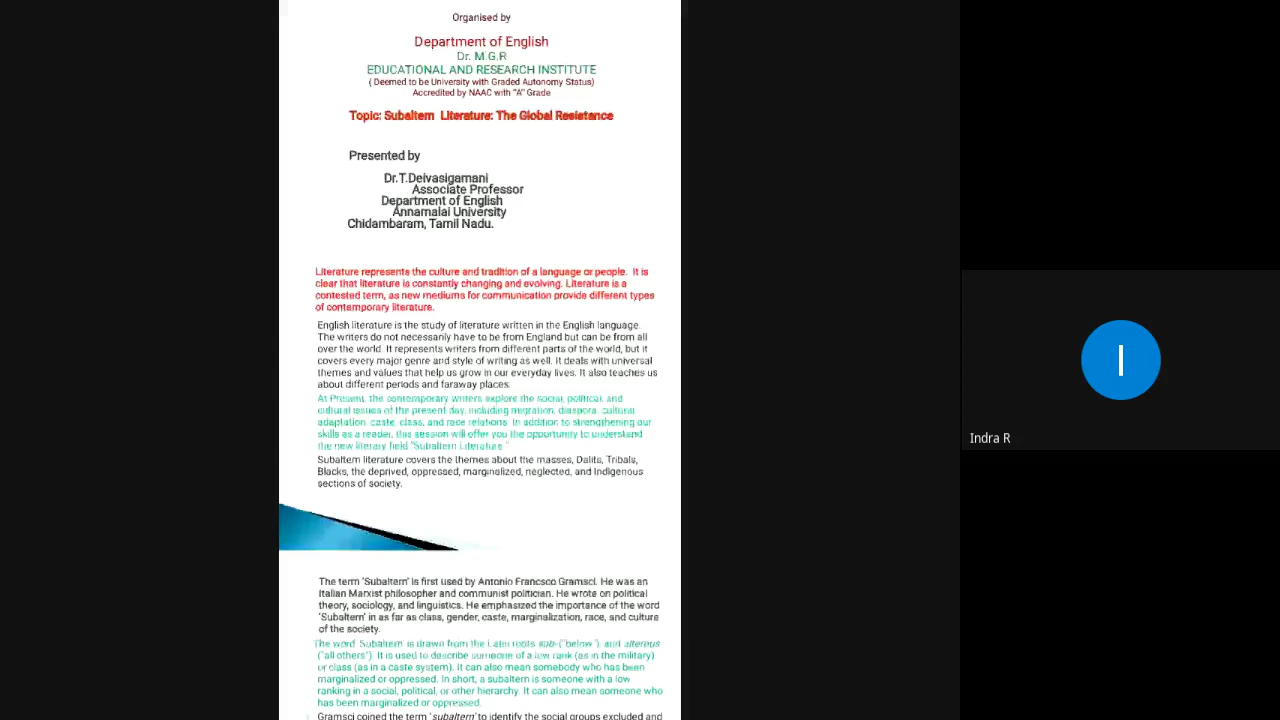 Organised by
Department of English
Dr. M.G.R
EDUCATIONAL AND RESEARCH INSTITUTE
( Deemed to be University with Graded Autonomy Status)
Accredited by NAAC with "A" Grade
Topic: Subaltern Literature: The Global Resistance
Presented by
Dr.T.Deivasigamani
Associate Professor
Department of English
Annamalai University
Chidambaram, Tamil Nadu.
Literature represents the culture and tradition of a language or people. It is
clear that literature is constantly changing and evolving. Literature is a
contested term, as new mediums for communication provide different types
of contemporary literature.
English literature is the study of literature written in the English language.
The writers do not necessarily have to be from England but can be from all
over the world. It represents writers from different parts of the world, but it
covers every major genre and style of writing as well. It deals with universal
themes and values that help us grow in our everyday lives. It also teaches us
about different periods and faraway places.
At Present, the contemporary writers explore the social, political, and
cultural issues of the present day, including migration, diaspora, cultural
adaptation, caste, class, and race relations. In addition to strengthening our
skills as a reader, this session will offer you the opportunity to understand
the new literary field "Subaltern Literature."
Subaltern literature covers the themes about the masses, Dalits, Tribals,
Blacks, the deprived, oppressed, marginalized, neglected, and Indigenous
sections of society.
The term 'Subaltern' is first used by Antonio Francsco Gramsci. He was an
Italian Marxist philosopher and communist politician. He wrote on political
theory, sociology, and linguistics. He emphasized the importance of the word
'Subaltern' in as far as class, gender, caste, marginalization, race, and culture
of the society.
The word 'Subaltern' is drawn from the Latin roots sub-("below"), and alternus
("all others"). It is used to describe someone of a low rank (as in the military)
or class (as in a caste system). It can also mean somebody who has been
marginalized or oppressed. In short, a subaltern is someone with a low
ranking in a social, political, or other hierarchy. It can also mean someone who
has been marginalized or oppressed.
Gramsci coined the term 'subaltern' to identify the social groups excluded and
I
Indra R